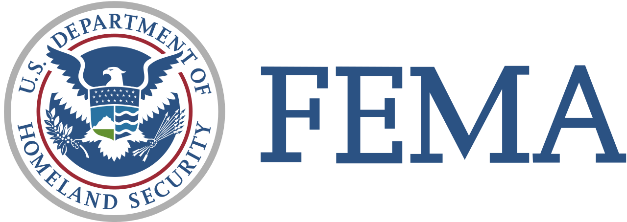 U.S. DEPARTMENT OF
HOMELAND SECURITY
FEMA